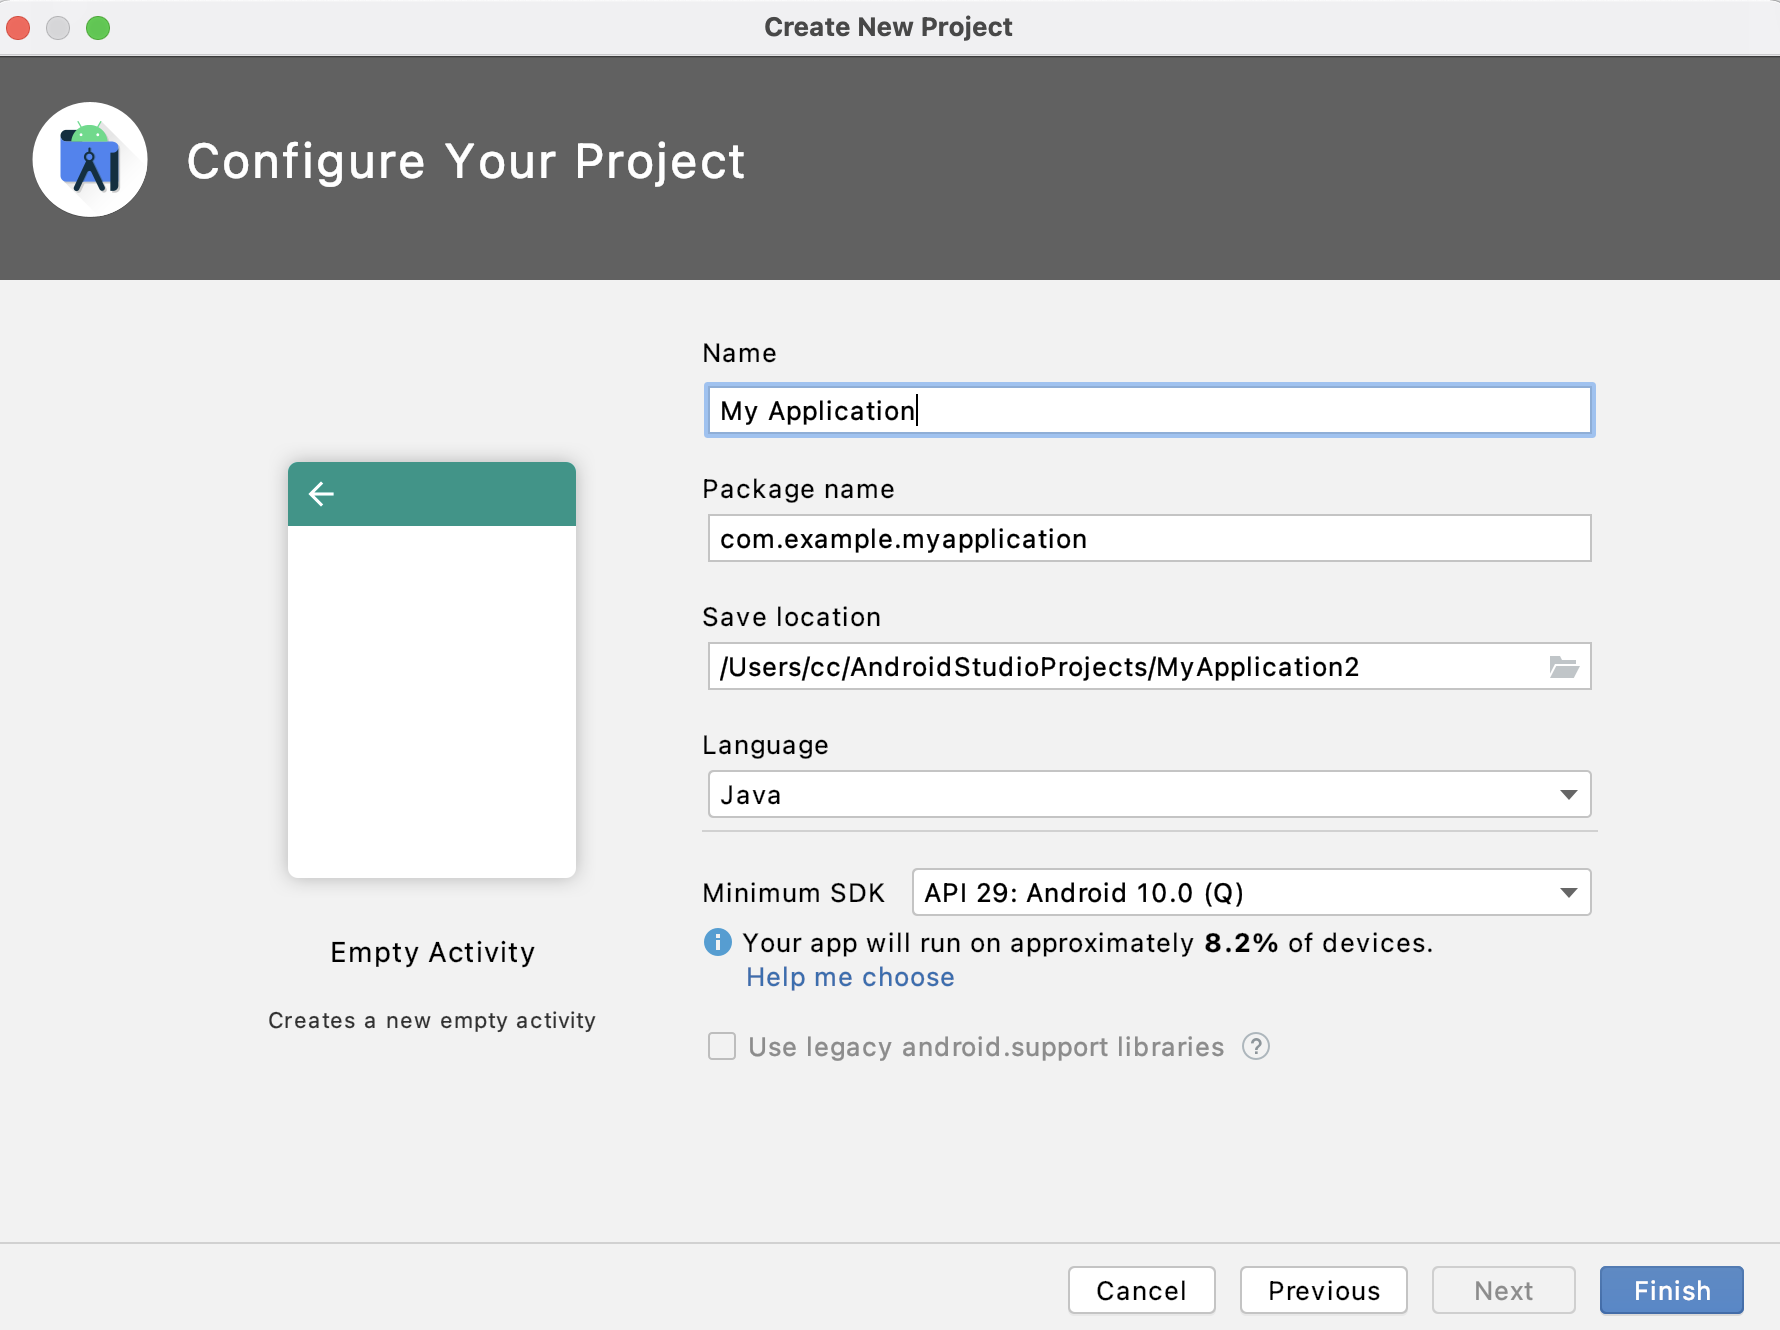 Create New Project
Configure Your Project
Name
My Application
Package name
com.example.myapplication
Save location
/Users/cc/AndroidStudioProjects/MyApplication2
Language
Java
Minimum SDK
API 29: Android 10.0 (Q)
Your app will run on approximately 8.2% of devices.
Help me choose
Use legacy android.support libraries
Empty Activity
Creates a new empty activity
Cancel
Previous
Next
Finish